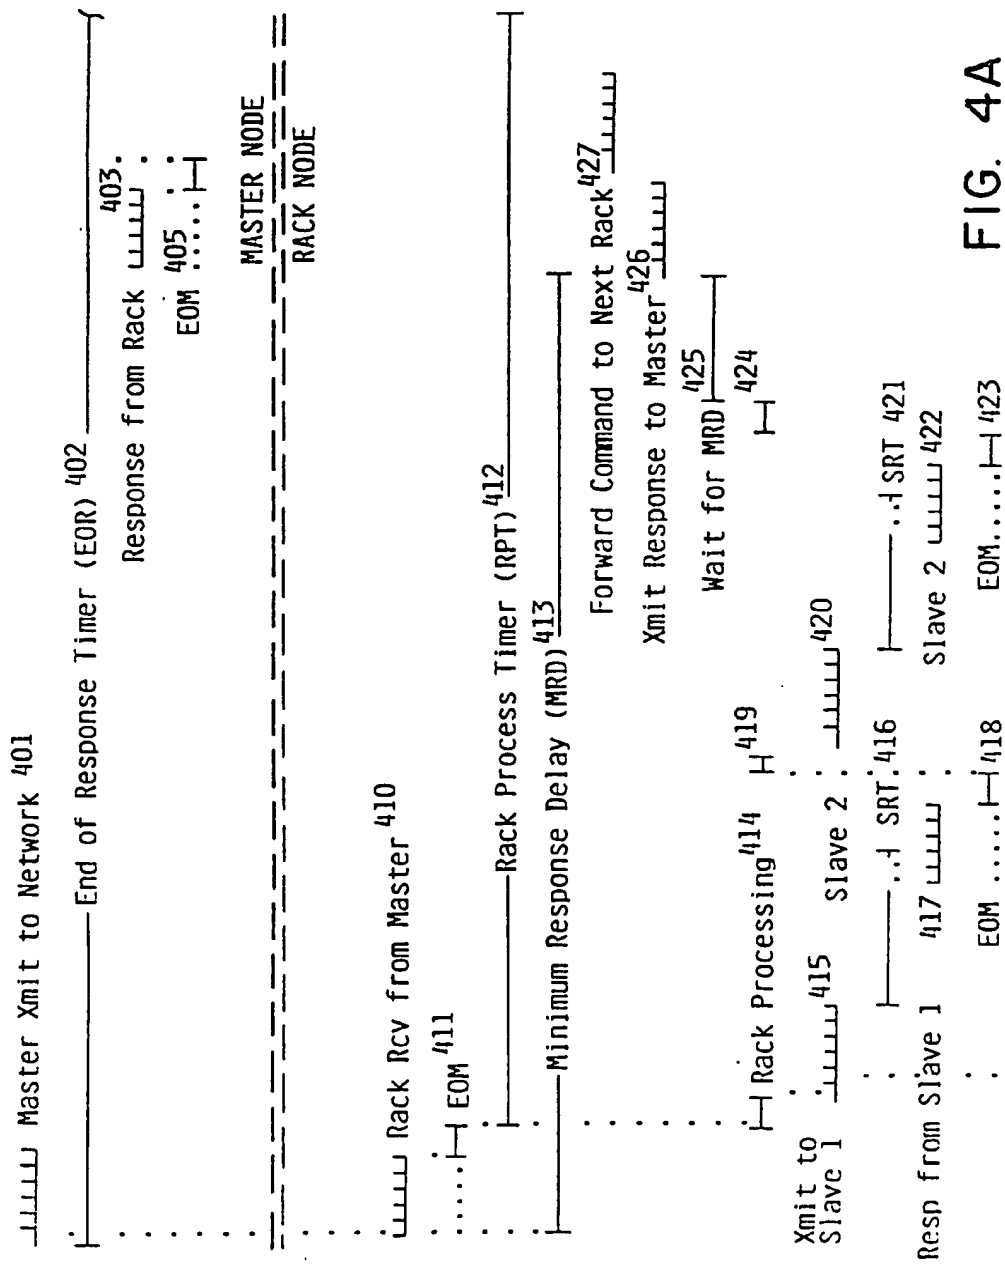 Master Xmit to Network 401
End of Response Timer (EOR) 402
Response from Rack 403
EOM 405
MASTER NODE
RACK NODE
Rack Rcv from Master 410
EOM 411
Rack Process Timer (RPT) 412
Minimum Response Delay (MRD) 413
Forward Command to Next Rack 427
Xmit Response to Master 426
Wait for MRD 425
Rack Processing 414
419
424
Xmit to
Slave 1
415
Slave 2
420
SRT 416
SRT 421
Resp from Slave 1
417
Slave 2
422
EOM
418
EOM
423
FIG. 4A